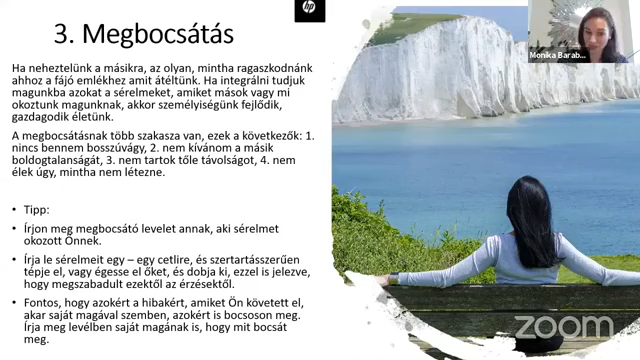 3. Megbocsátás
Ha neheztelünk a másikra, az olyan, mintha ragaszkodnánk
ahhoz a fájó emlékhez amit átéltünk. Ha integrálni tudjuk
magunkba azokat a sérelmeket, amiket mások vagy mi
okoztunk magunknak, akkor személyiségünk fejlődik,
gazdagodik életünk.
A megbocsátásnak több szakasza van, ezek a következők: 1.
nincs bennem bosszúvágy, 2. nem kívánom a másik
boldogtalanságát, 3. nem tartok tőle távolságot, 4. nem
élek úgy, mintha nem létezne.
• Tipp:
• Írjon meg megbocsátó levelet annak, aki sérelmet
okozott Önnek.
• Írja le sérelmeit egy – egy cetlire, és szertartásszerűen
tépje el, vagy égesse el őket, és dobja ki, ezzel is jelezve,
hogy megszabadult ezektől az érzésektől.
• Fontos, hogy azokért a hibakért, amiket Ön követett el,
akar saját magával szemben, azokért is bocsoson meg.
Írja meg levélben saját magának is, hogy mit bocsát
meg.
hp
Monika Barab...
zoom